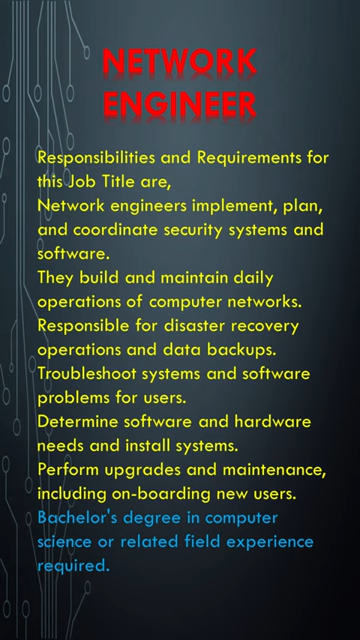 NETWORK
ENGINEER
Responsibilities and Requirements for
this Job Title are,
Network engineers implement, plan,
and coordinate security systems and
software.
They build and maintain daily
operations of computer networks.
Responsible for disaster recovery
operations and data backups.
Troubleshoot systems and software
problems for users.
Determine software and hardware
needs and install systems.
Perform upgrades and maintenance,
including on-boarding new users.
Bachelor's degree in computer
science or related field experience
required.